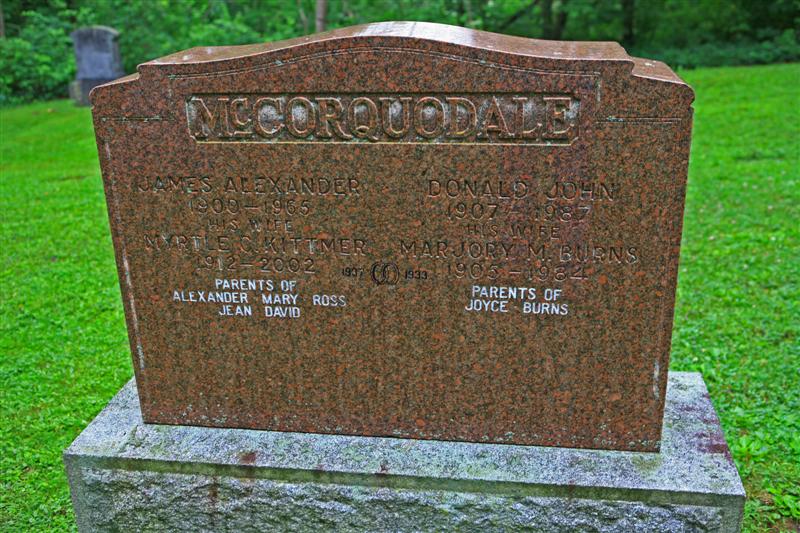 McCORQUODALE
JAMES ALEXANDER
1900-1965
HIS WIFE
MYRTLE C. KITTMER
1912-2002
PARENTS OF
ALEXANDER MARY ROSS
JEAN DAVID
1937 1933
DONALD JOHN
1907-1987
HIS WIFE
MARJORY M. BURNS
1905-1984
PARENTS OF
JOYCE BURNS